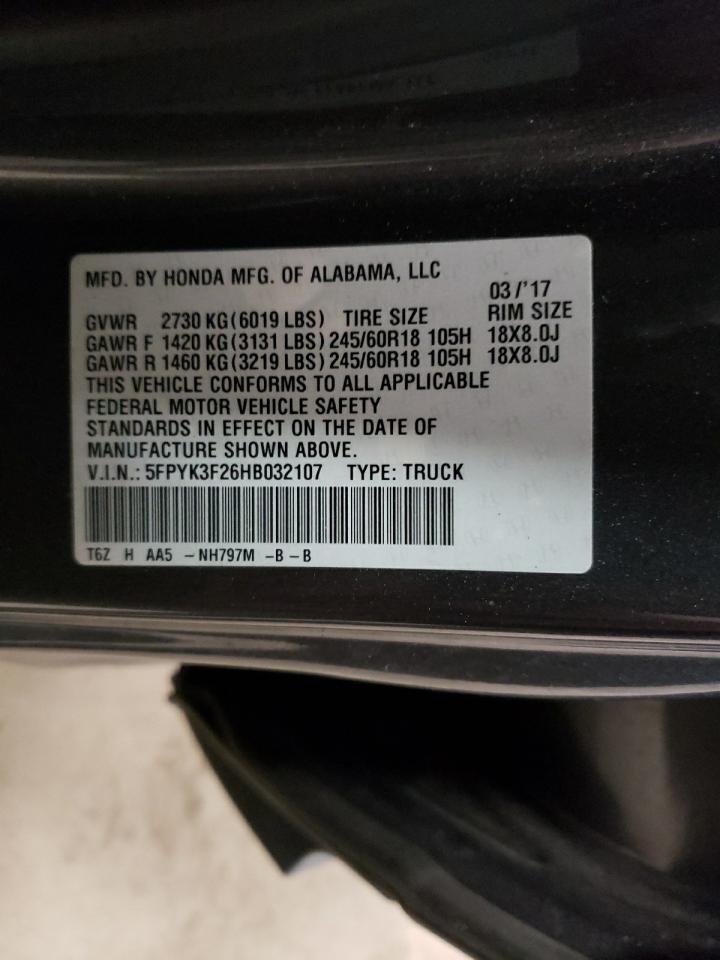 MFD. BY HONDA MFG. OF ALABAMA, LLC
03/'17
GVWR 2730 KG(6019 LBS) TIRE SIZE RIM SIZE
GAWR F 1420 KG(3131 LBS) 245/60R18 105H 18X8.0J
GAWR R 1460 KG(3219 LBS) 245/60R18 105H 18X8.0J
THIS VEHICLE CONFORMS TO ALL APPLICABLE
FEDERAL MOTOR VEHICLE SAFETY
STANDARDS IN EFFECT ON THE DATE OF
MANUFACTURE SHOWN ABOVE.
V.I.N.: 5FPYK3F26HB032107 TYPE: TRUCK
T6Z H AA5 -NH797M -B-B